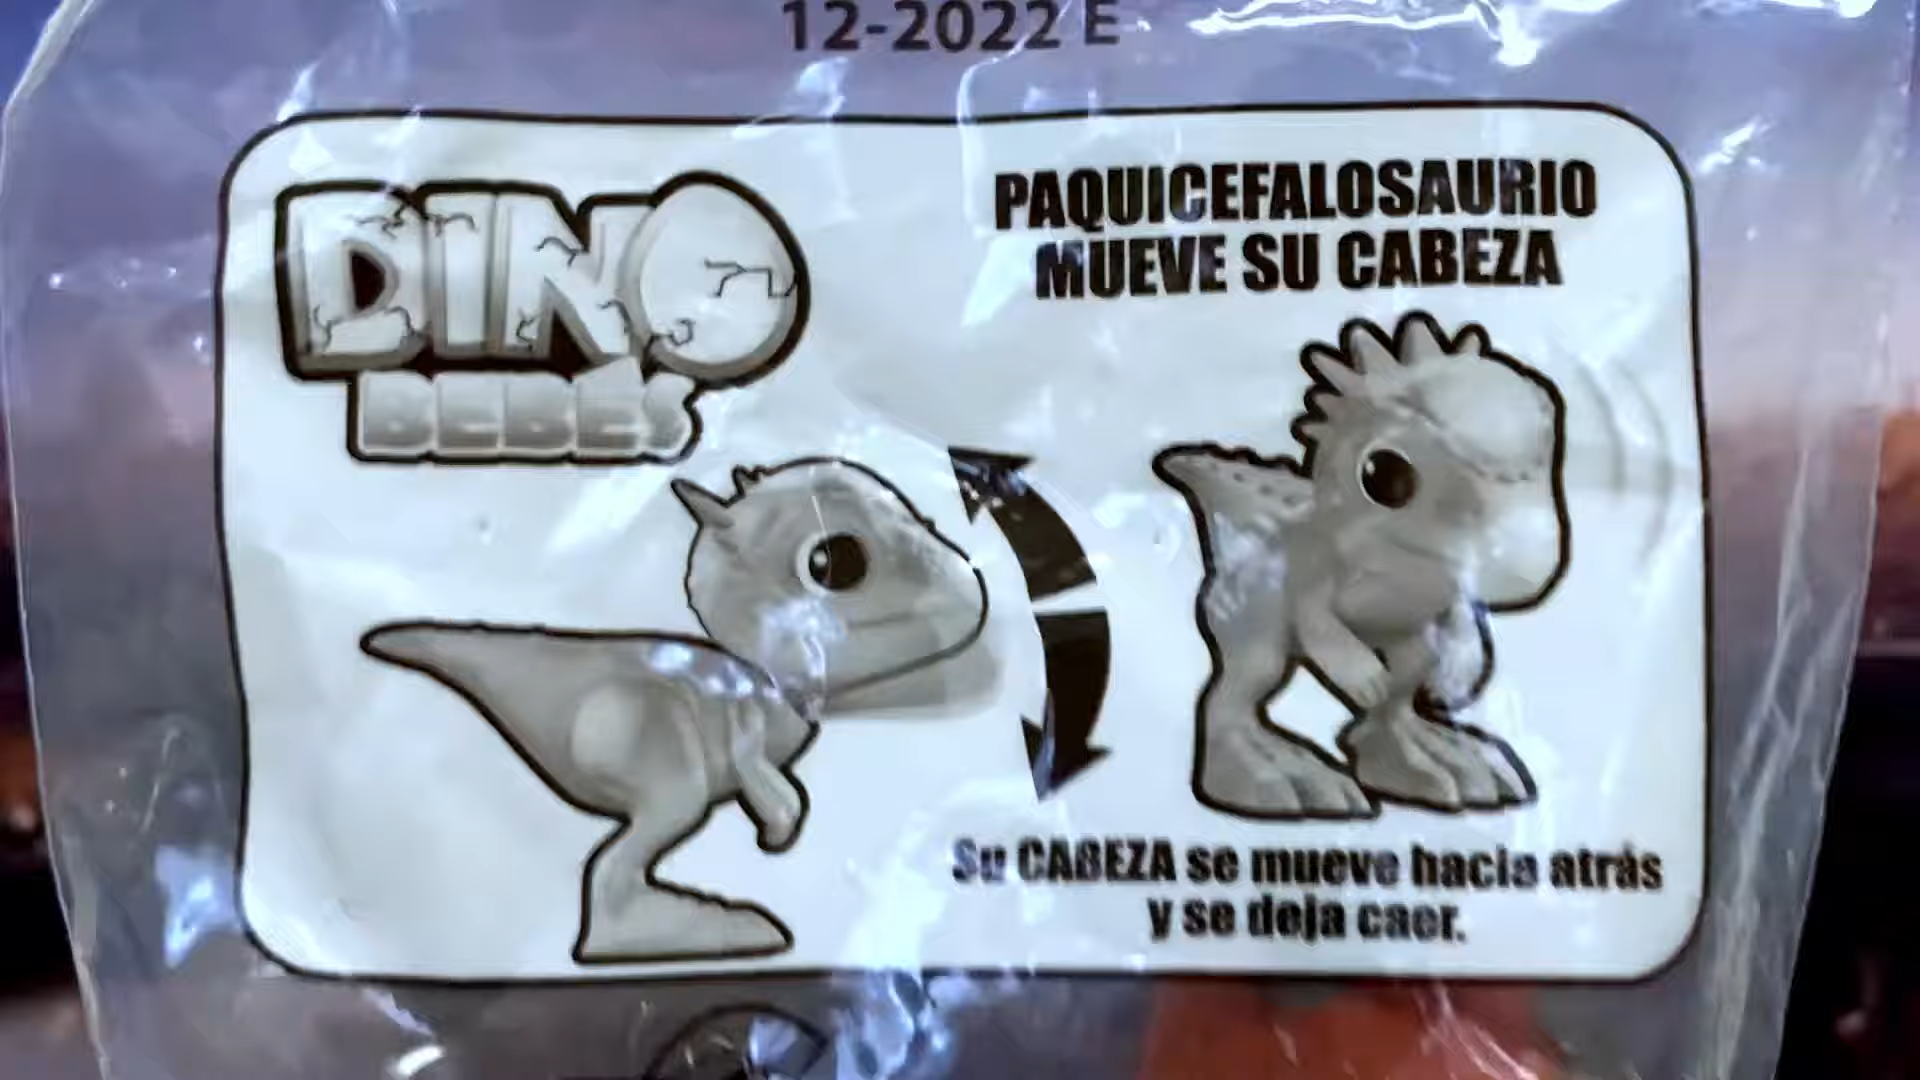 12-2022 E
DINO
BEBÉS
PAQUICEFALOSAURIO
MUEVE SU CABEZA
Su CABEZA se mueve hacia atrás
y se deja caer.